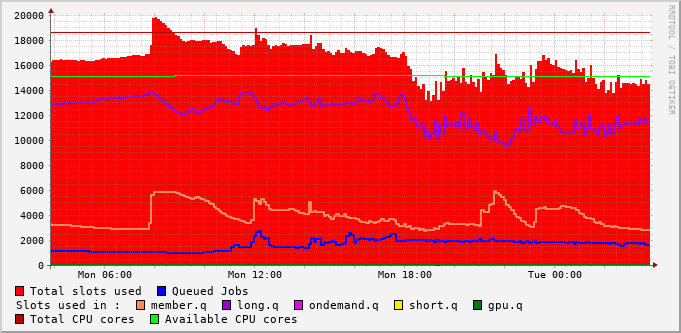 20000
18000
16000
14000
12000
10000
8000
6000
4000
2000
0
Mon 06:00 Mon 12:00 Mon 18:00 Tue 00:00
RRDTOOL / TOBI OETIKER
Total slots used Queued Jobs
Slots used in : member.q long.q ondemand.q short.q gpu.q
Total CPU cores Available CPU cores